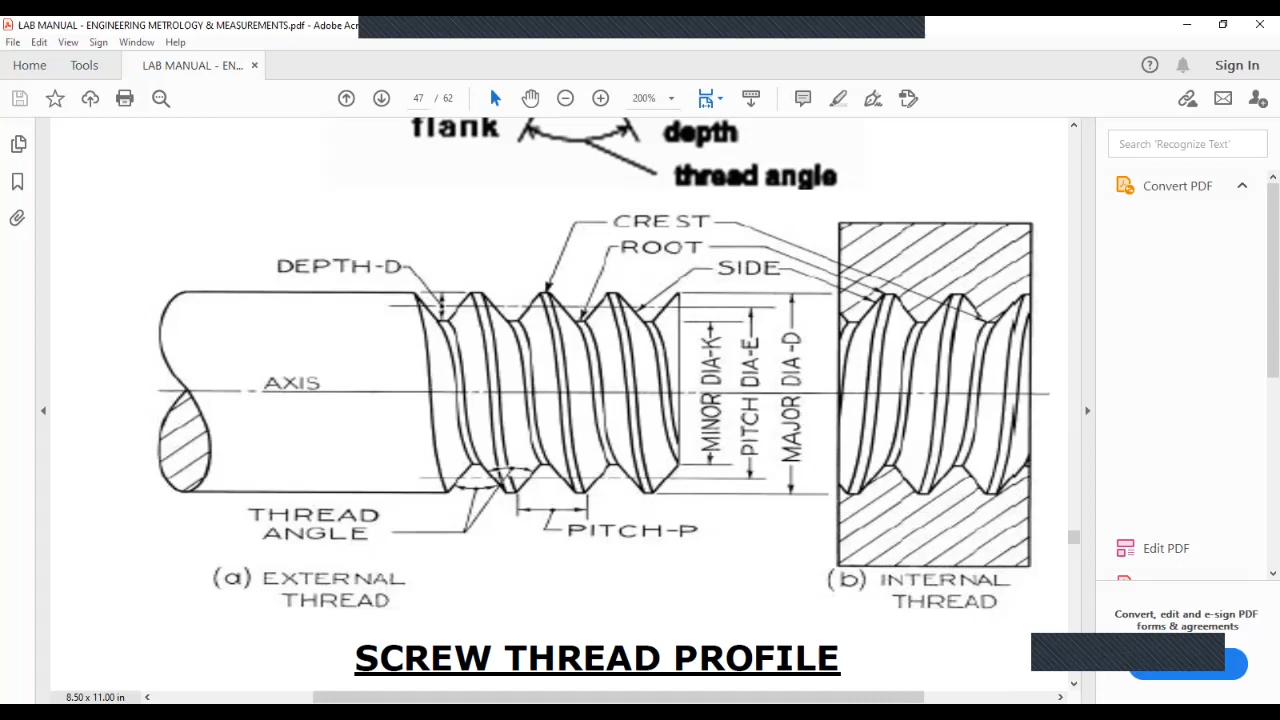 LAB MANUAL - ENGINEERING METROLOGY & MEASUREMENTS.pdf - Adobe Acr
File Edit View Sign Window Help
Home Tools LAB MANUAL - EN... × Sign In
47 / 62 200%
flank depth
thread angle
Search 'Recognize Text'
Convert PDF
CREST
ROOT
DEPTH-D SIDE
AXIS
MINOR DIA-K
PITCH DIA-E
MAJOR DIA-D
THREAD
ANGLE
PITCH-P
(a) EXTERNAL
THREAD
(b) INTERNAL
THREAD
Edit PDF
Convert, edit and e-sign PDF
forms & agreements
SCREW THREAD PROFILE
8.50 x 11.00 in